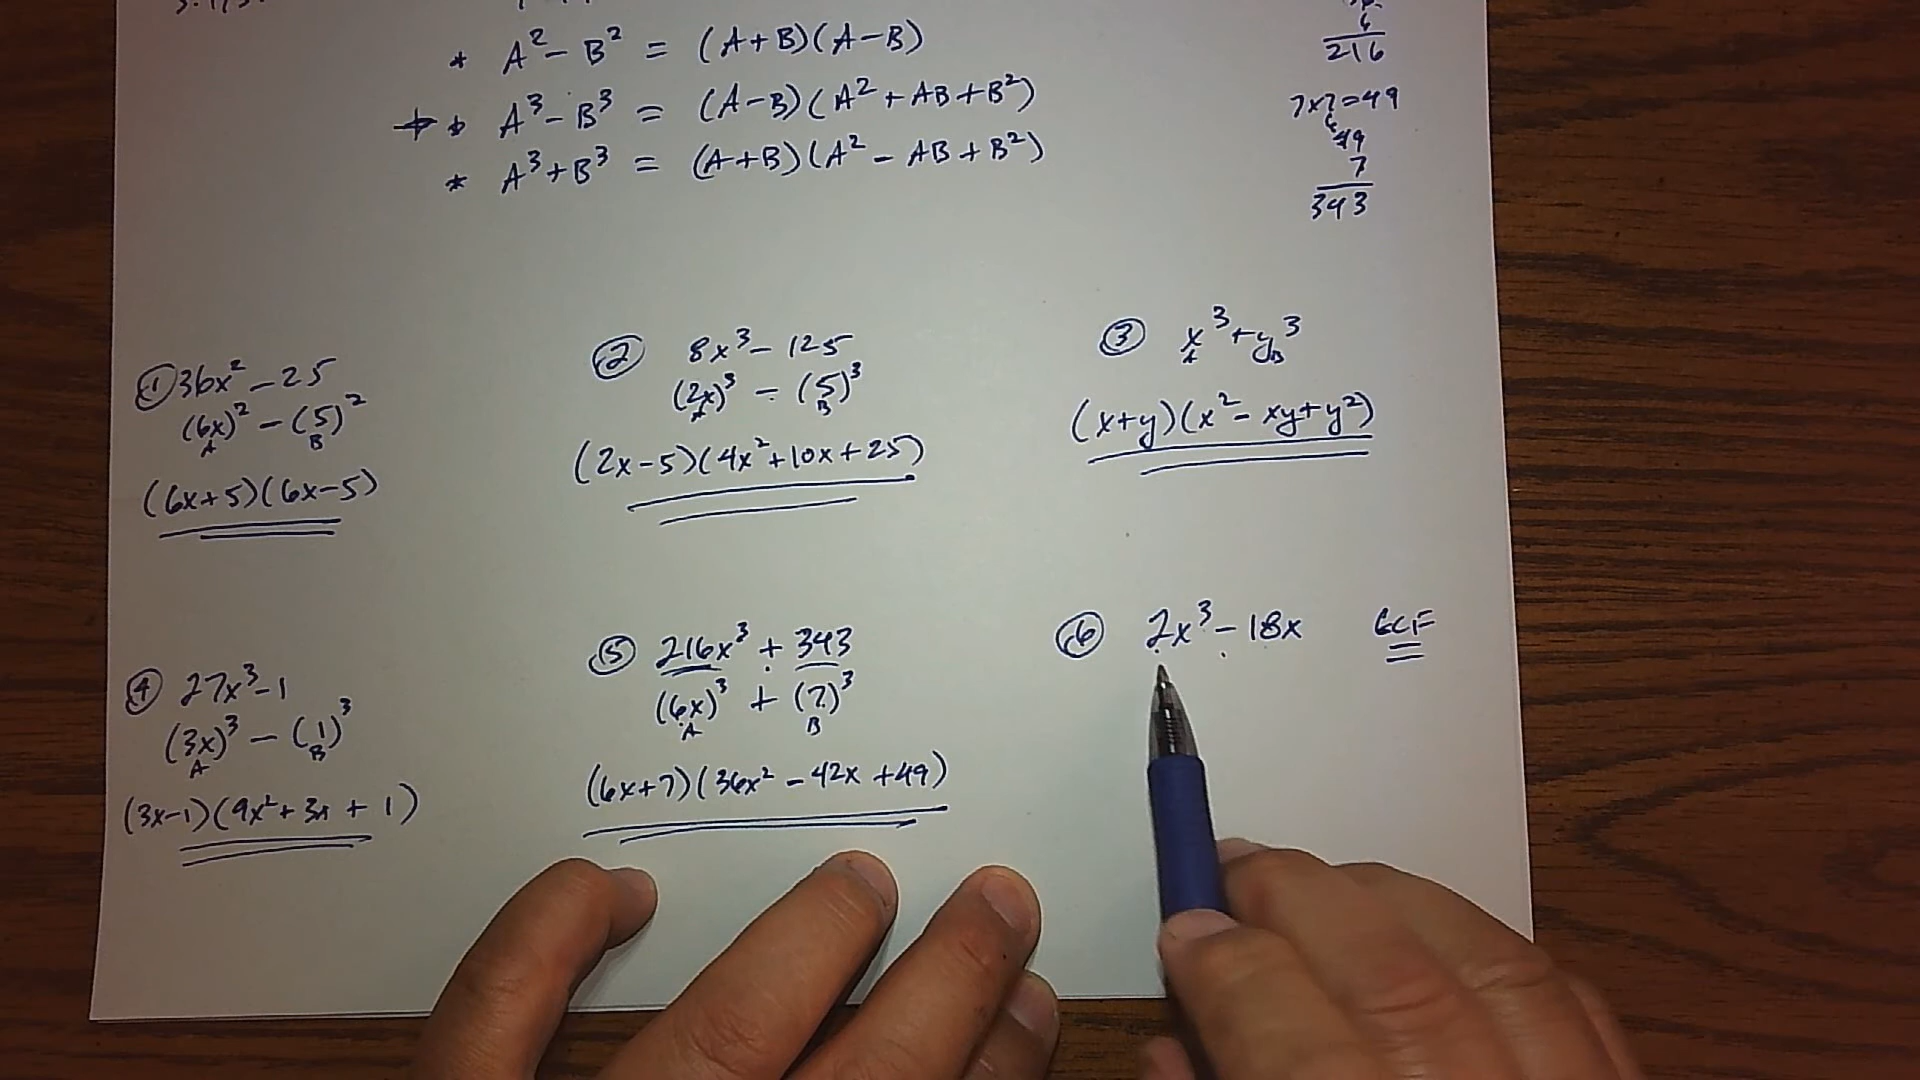 * A² - B² = (A+B)(A-B)
* A³ - B³ = (A-B)(A² + AB + B²)
* A³ + B³ = (A+B)(A² - AB + B²)
6
216
7x7=49
49
7
343
① 36x² - 25
(6x)² - (5)²
A B
(6x+5)(6x-5)
② 8x³ - 125
(2x)³ - (5)³
A B
(2x-5)(4x²+10x+25)
③ x³ + y³
A B
(x+y)(x² - xy + y²)
④ 27x³ - 1
(3x)³ - (1)³
A B
(3x-1)(9x²+3x + 1)
⑤ 216x³ + 343
(6x)³ + (7)³
A B
(6x+7)(36x² - 42x + 49)
⑥ 2x³ - 18x GCF